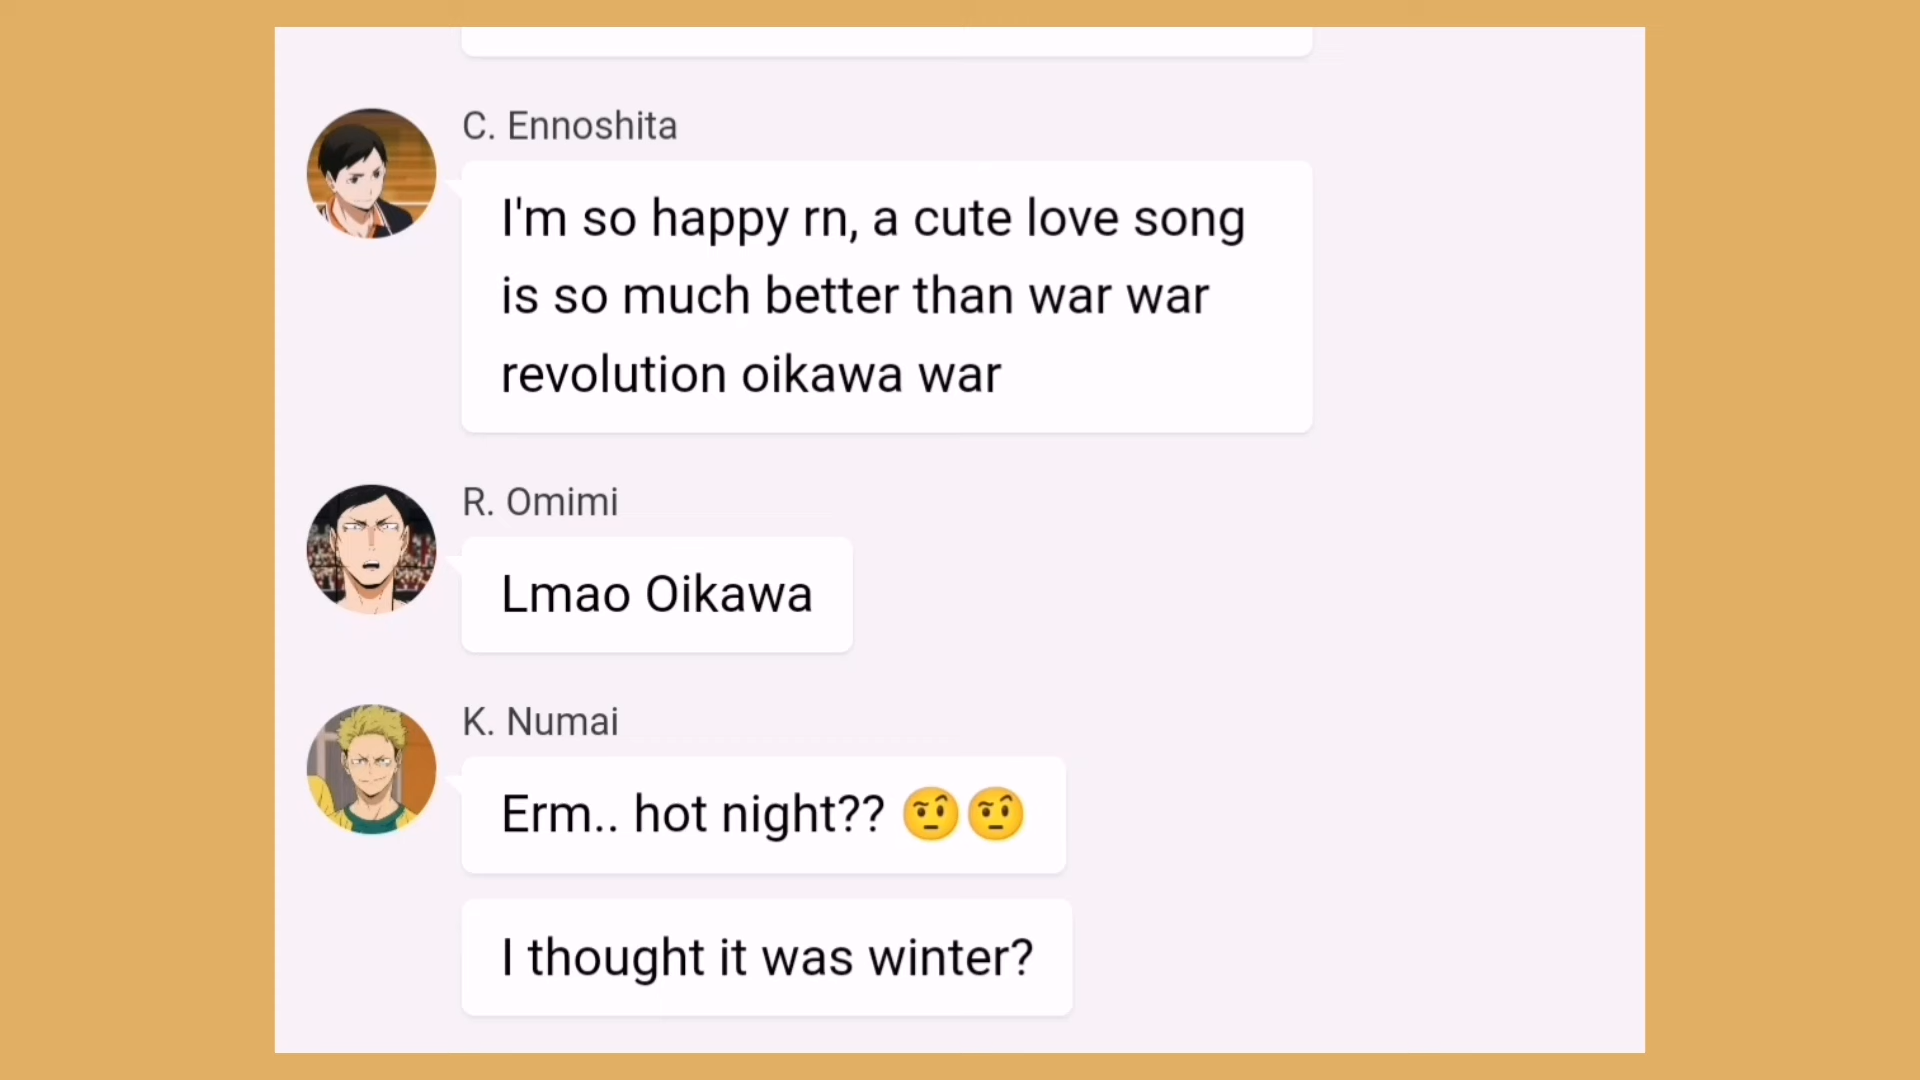 C. Ennoshita
I'm so happy rn, a cute love song
is so much better than war war
revolution oikawa war
R. Omimi
Lmao Oikawa
K. Numai
Erm.. hot night?? 🤨🤨
I thought it was winter?